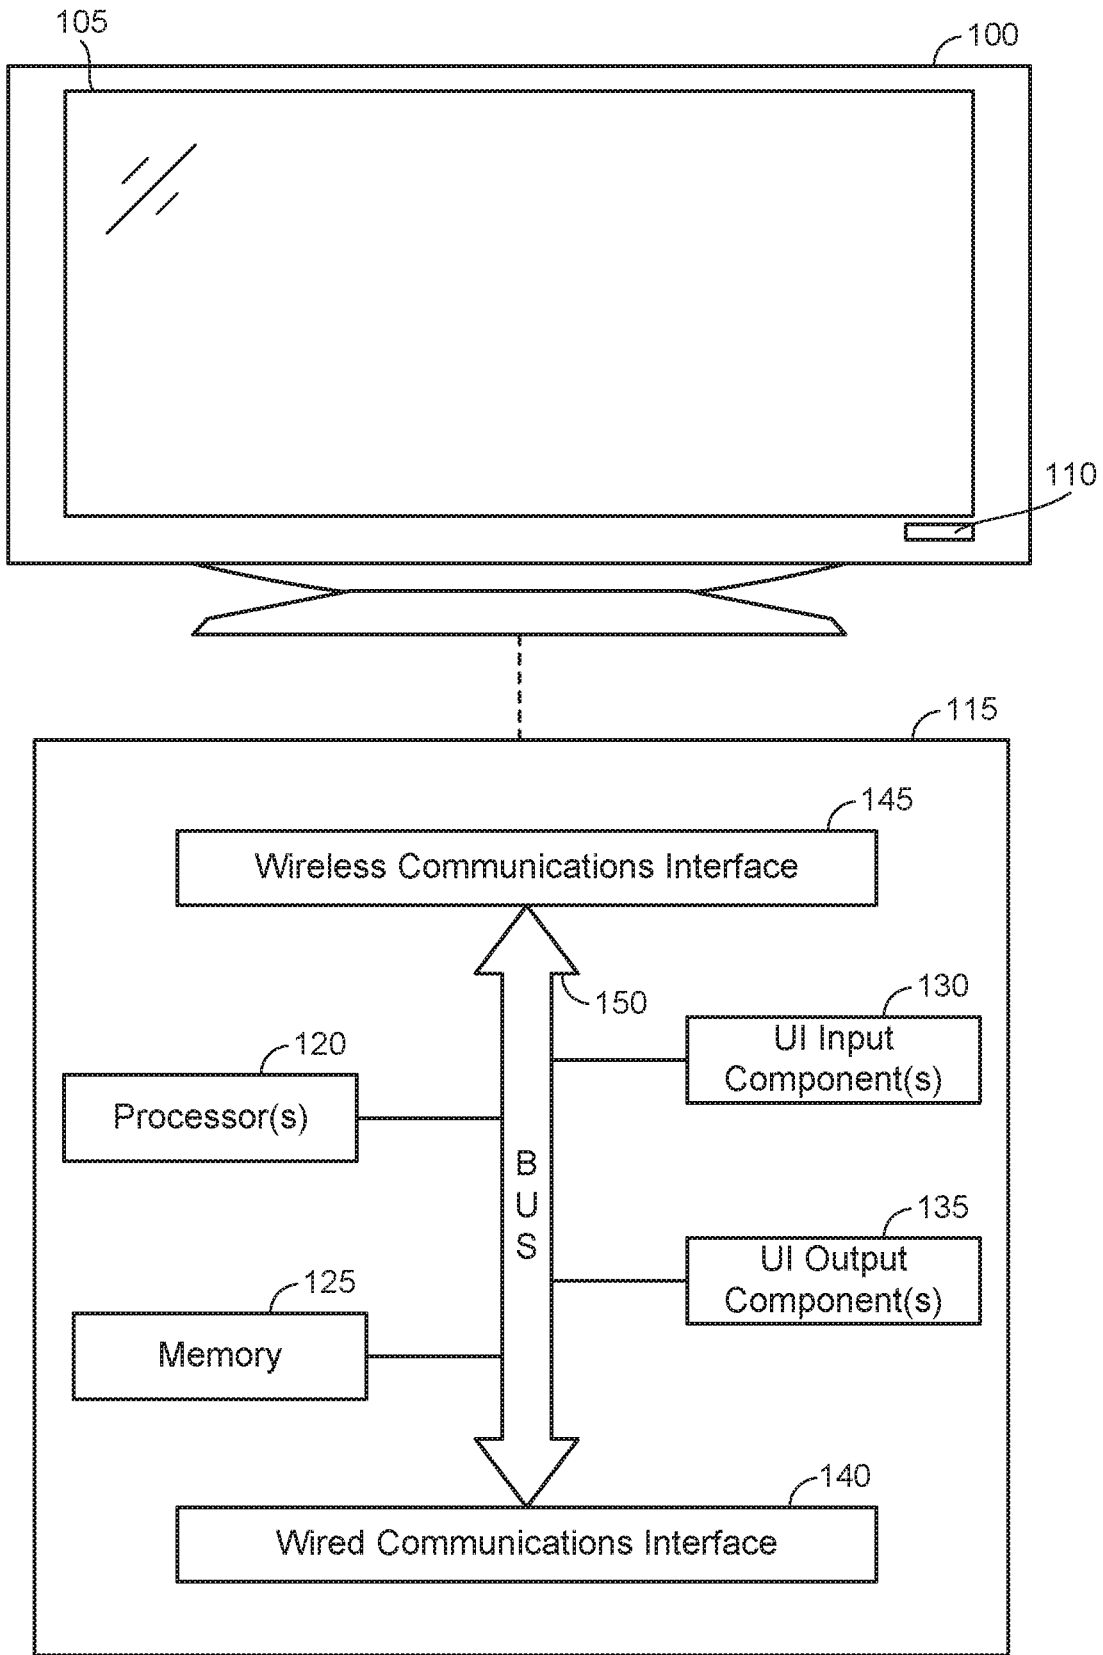 105
100
110
115
145
Wireless Communications Interface
150
130
UI Input
Component(s)
120
Processor(s)
B
U
S
135
UI Output
Component(s)
125
Memory
140
Wired Communications Interface